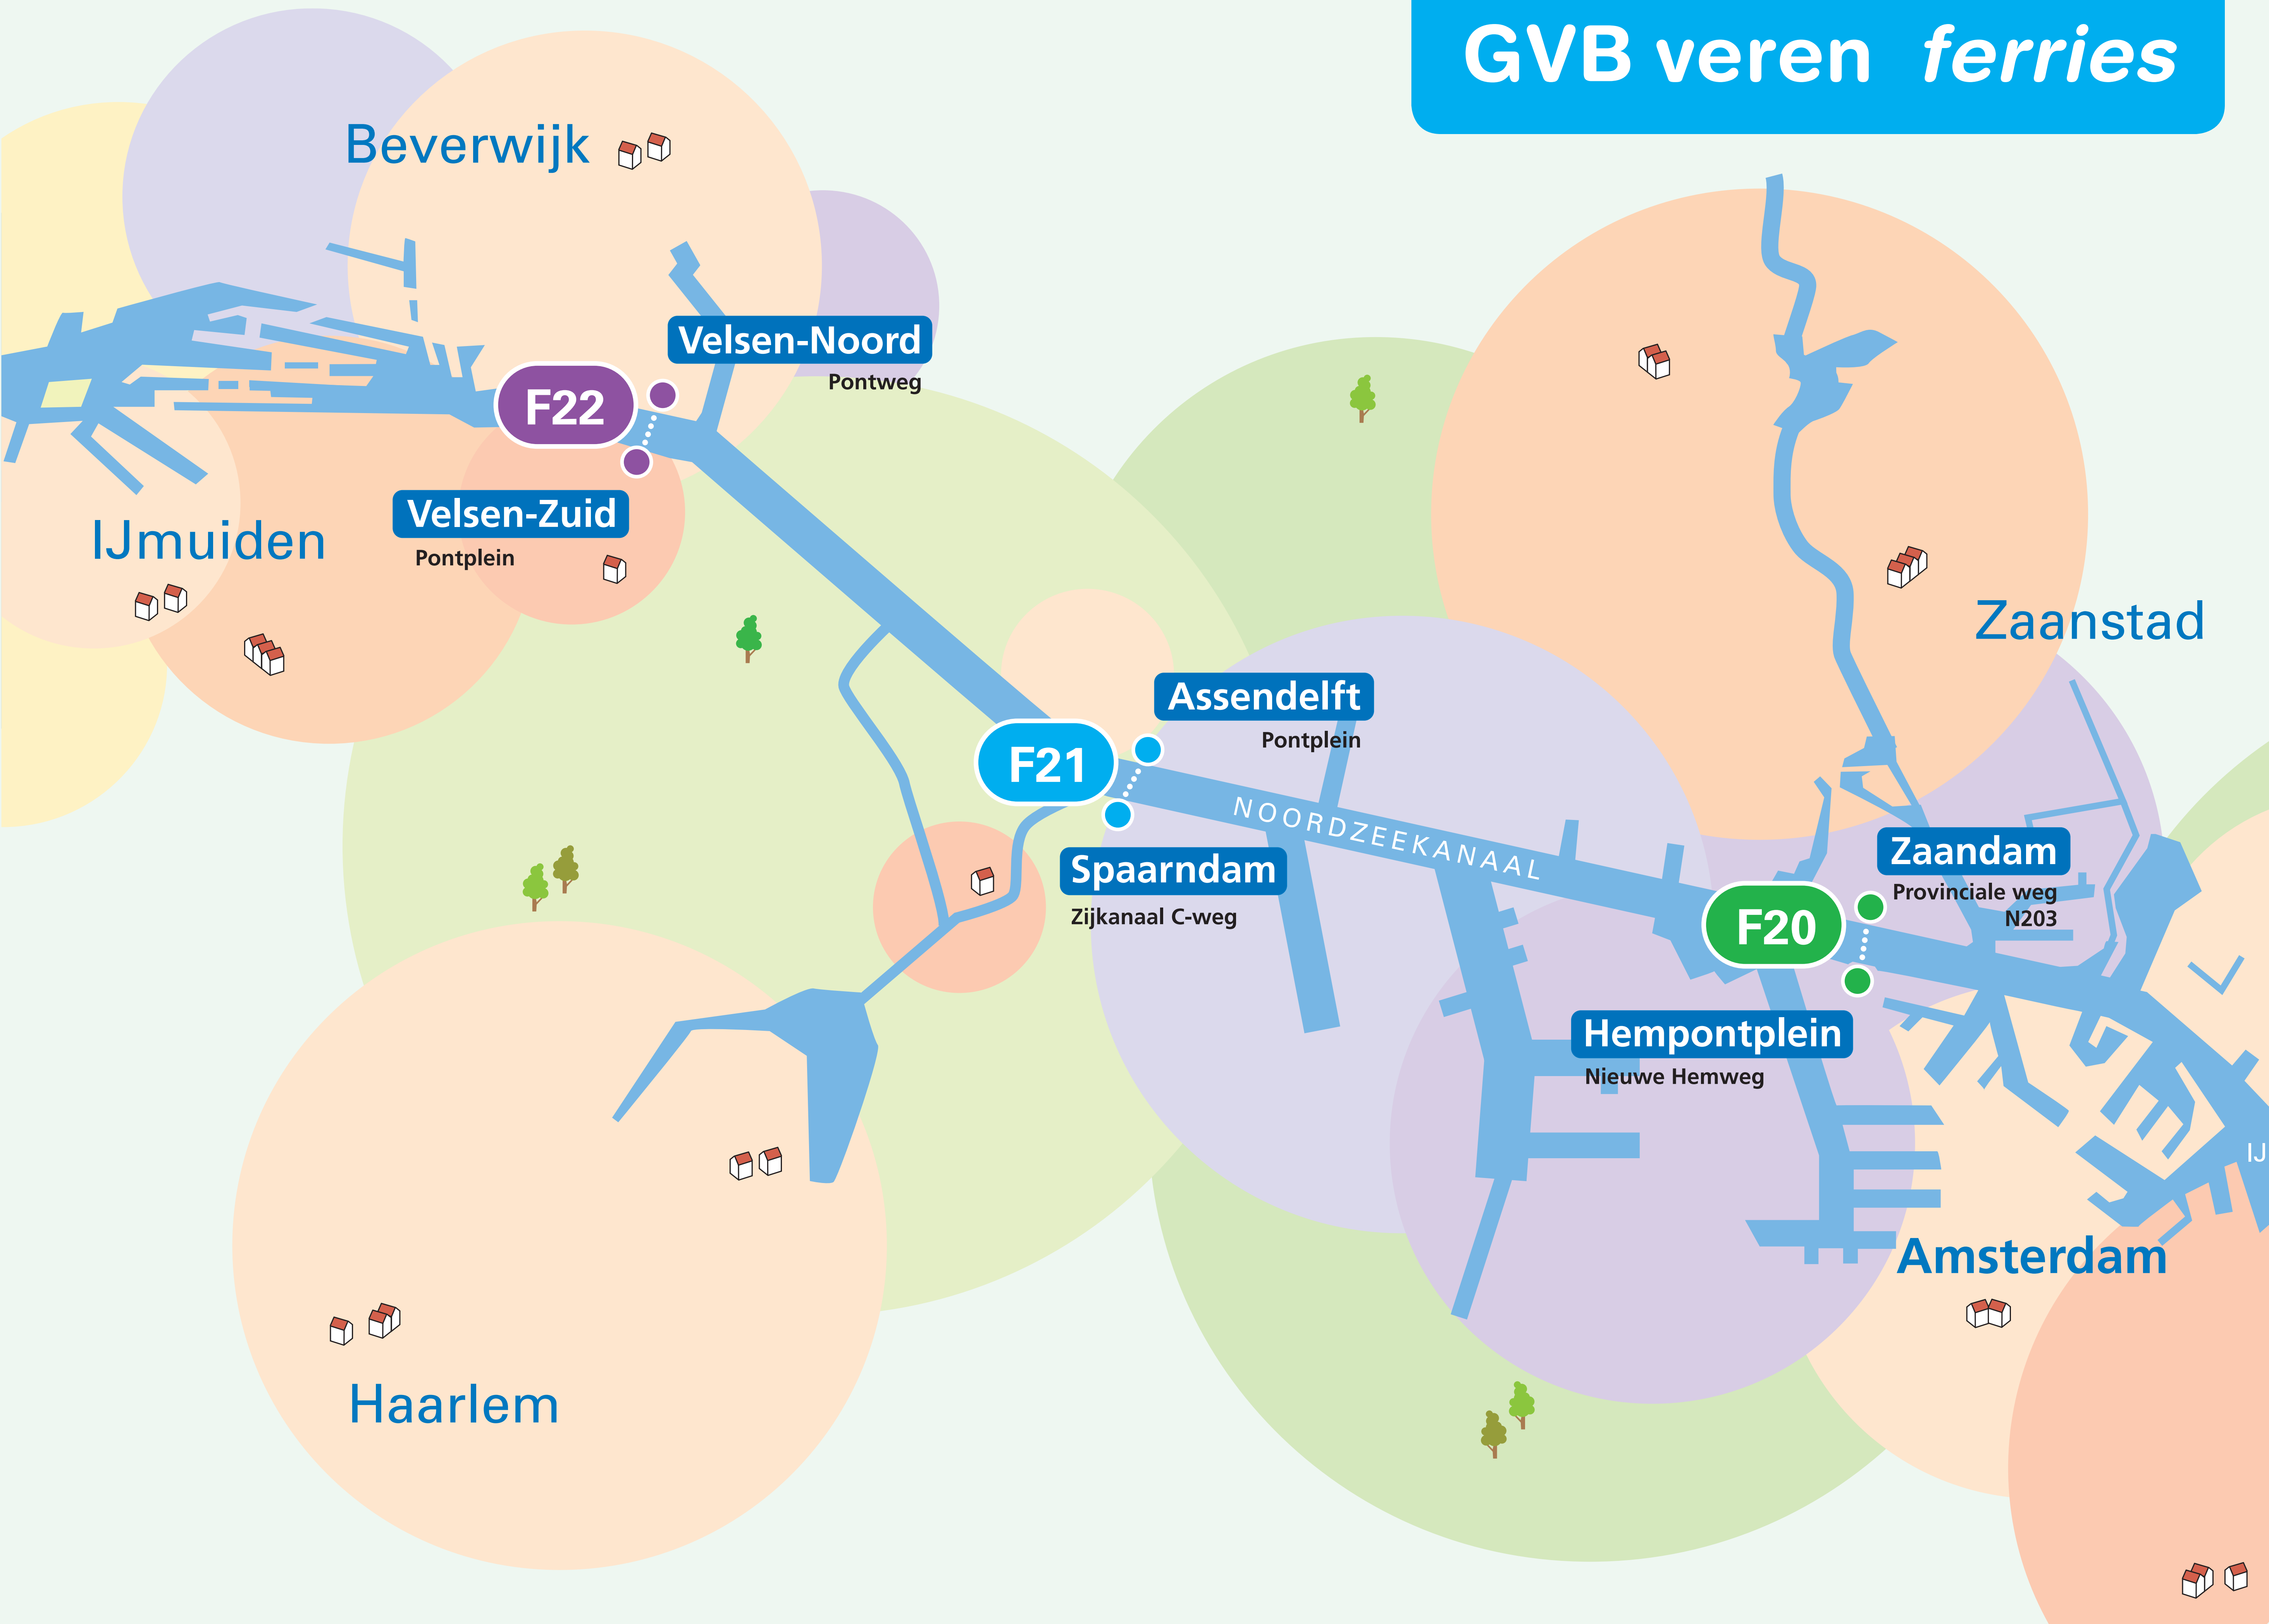 GVB veren ferries
Beverwijk
Velsen-Noord
Pontweg
F22
Velsen-Zuid
Pontplein
IJmuiden
Zaanstad
Assendelft
Pontplein
F21
NOORDZEEKANAAL
Spaarndam
Zijkanaal C-weg
Zaandam
Provinciale weg
N203
F20
Hempontplein
Nieuwe Hemweg
IJ
Amsterdam
Haarlem